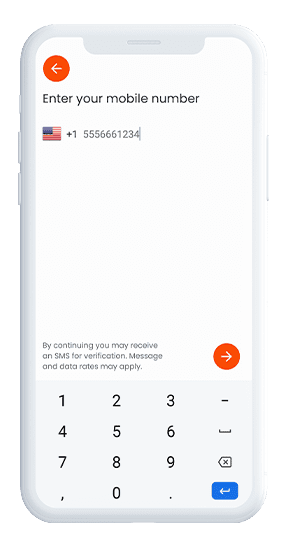 Enter your mobile number
+1 5556661234
By continuing you may receive
an SMS for verification. Message
and data rates may apply.
1 2 3 -
4 5 6
7 8 9
, 0 .